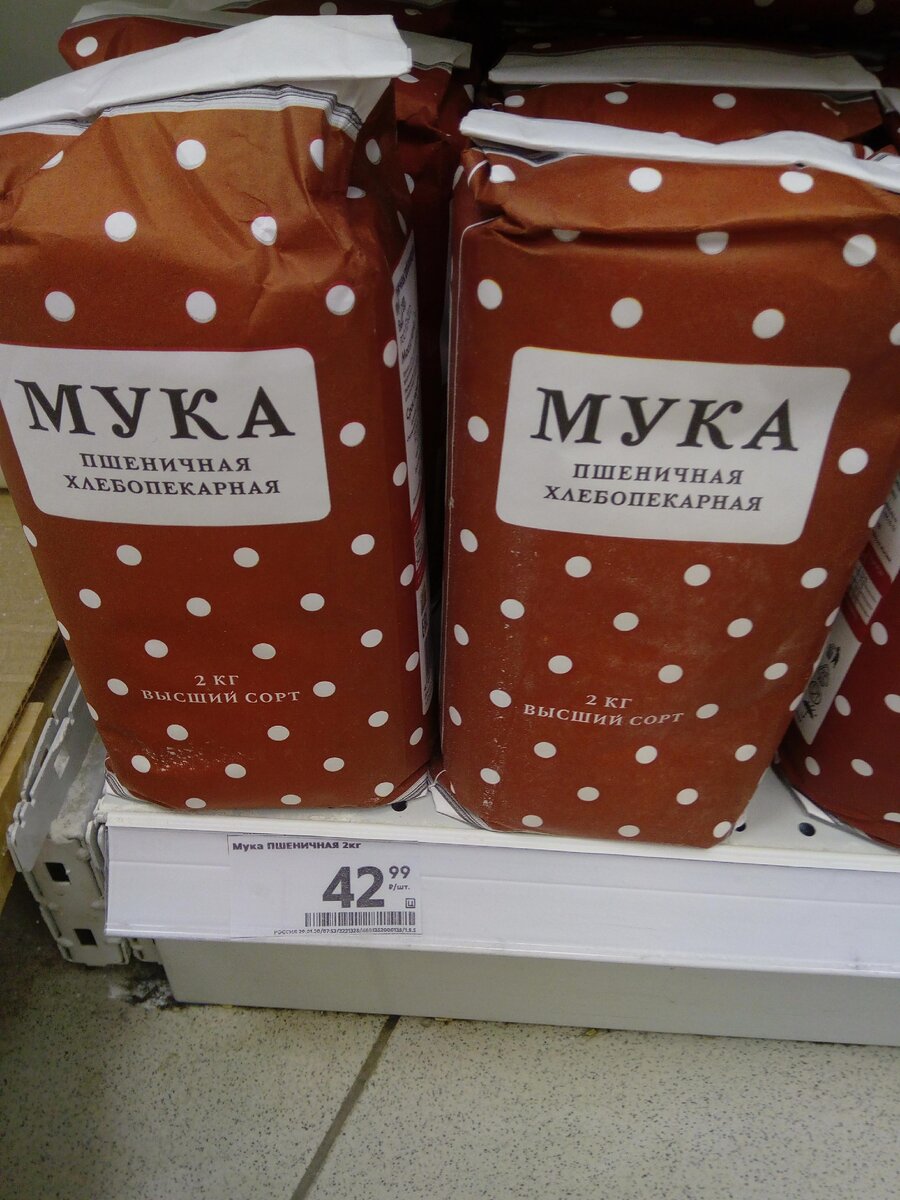 МУКА
ПШЕНИЧНАЯ
ХЛЕБОПЕКАРНАЯ
2 КГ
ВЫСШИЙ СОРТ
МУКА
ПШЕНИЧНАЯ
ХЛЕБОПЕКАРНАЯ
2 КГ
ВЫСШИЙ СОРТ
Мука ПШЕНИЧНАЯ 2кг
42 99
₽/шт.
Ц
РОССИЯ